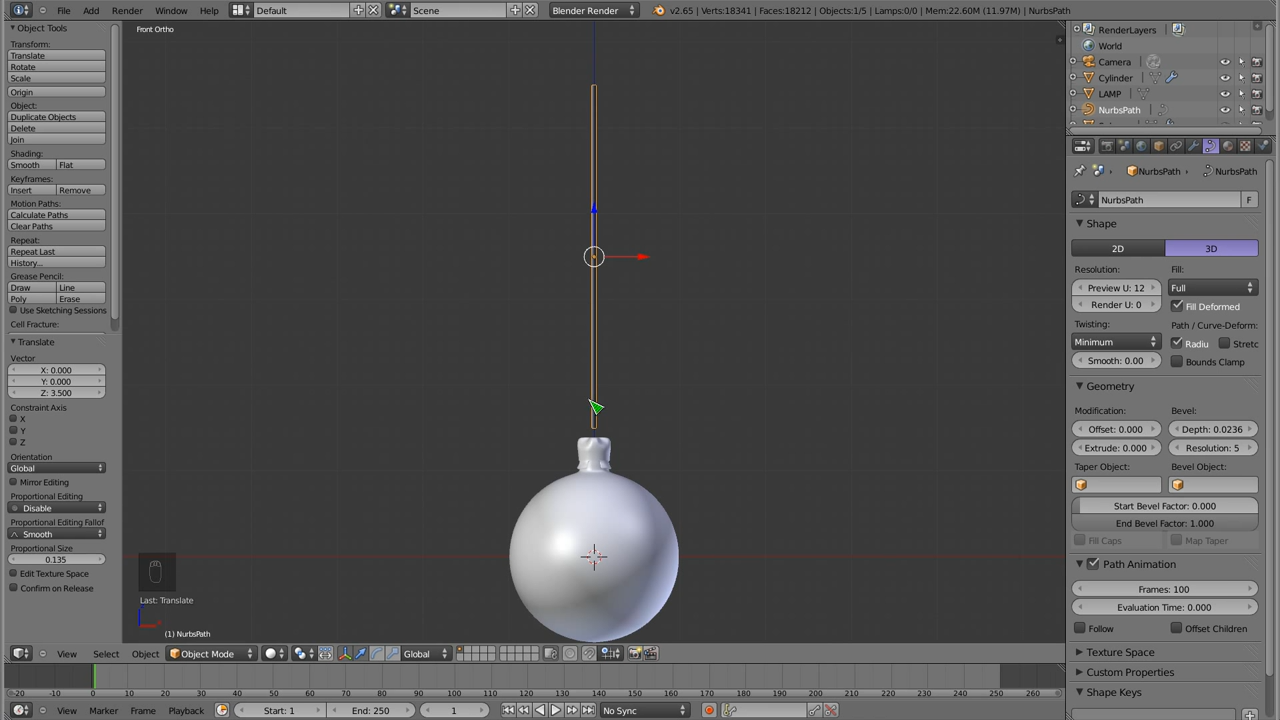 File Add Render Window Help Default Scene Blender Render v2.65 | Verts:18341 | Faces:18212 | Objects:1/5 | Lamps:0/0 | Mem:22.60M (11.97M) | NurbsPath
Object Tools
Transform:
Translate
Rotate
Scale
Origin
Object:
Duplicate Objects
Delete
Join
Shading:
Smooth Flat
Keyframes:
Insert Remove
Motion Paths:
Calculate Paths
Clear Paths
Repeat:
Repeat Last
History...
Grease Pencil:
Draw Line
Poly Erase
Use Sketching Sessions
Cell Fracture:
Translate
Vector
X: 0.000
Y: 0.000
Z: 3.500
Constraint Axis
X
Y
Z
Orientation
Global
Mirror Editing
Proportional Editing
Disable
Proportional Editing Fallof
Smooth
Proportional Size
0.135
Edit Texture Space
Confirm on Release
Front Ortho
Last: Translate
(1) NurbsPath
RenderLayers
World
Camera
Cylinder
LAMP
NurbsPath
NurbsPath NurbsPath
NurbsPath F
Shape
2D 3D
Resolution: Fill:
Preview U: 12 Full
Render U: 0 Fill Deformed
Twisting: Path / Curve-Deform:
Minimum Radiu Stretc
Smooth: 0.00 Bounds Clamp
Geometry
Modification: Bevel:
Offset: 0.000 Depth: 0.0236
Extrude: 0.000 Resolution: 5
Taper Object: Bevel Object:
Start Bevel Factor: 0.000
End Bevel Factor: 1.000
Fill Caps Map Taper
Path Animation
Frames: 100
Evaluation Time: 0.000
Follow Offset Children
Texture Space
Custom Properties
Shape Keys
View Select Object Object Mode Global
-20 -10 0 10 20 30 40 50 60 70 80 90 100 110 120 130 140 150 160 170 180 190 200 210 220 230 240 250 260
View Marker Frame Playback Start: 1 End: 250 1 No Sync